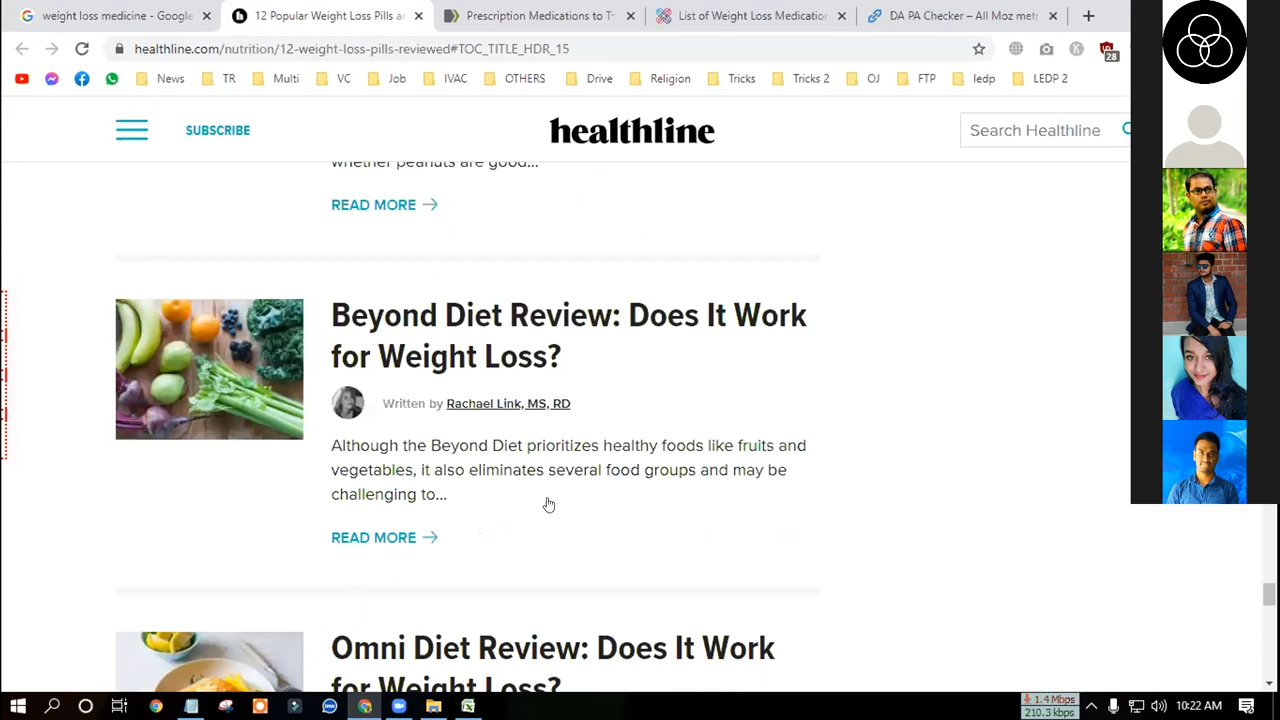 weight loss medicine - Google
12 Popular Weight Loss Pills a
Prescription Medications to T
List of Weight Loss Medication
DA PA Checker – All Moz met
healthline.com/nutrition/12-weight-loss-pills-reviewed#TOC_TITLE_HDR_15
K
28
News
TR
Multi
VC
Job
IVAC
OTHERS
Drive
Religion
Tricks
Tricks 2
OJ
FTP
ledp
LEDP 2
SUBSCRIBE
healthline
Search Healthline
whether peanuts are good...
READ MORE
Beyond Diet Review: Does It Work
for Weight Loss?
Written by Rachael Link, MS, RD
Although the Beyond Diet prioritizes healthy foods like fruits and
vegetables, it also eliminates several food groups and may be
challenging to...
READ MORE
Omni Diet Review: Does It Work
for Weight Loss?
1.4 Mbps
210.3 kbps
10:22 AM